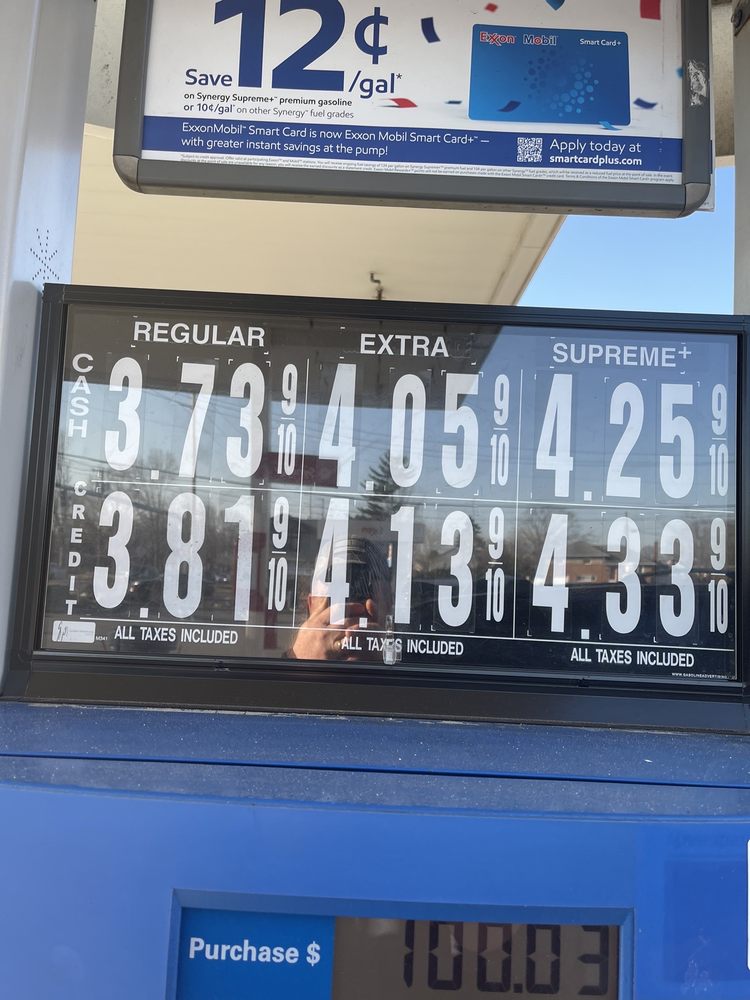 Save 12¢/gal*
on Synergy Supreme+™ premium gasoline
or 10¢/gal* on other Synergy™ fuel grades
Exxon Mobil Smart Card+™
ExxonMobil™ Smart Card is now Exxon Mobil Smart Card+™ —
with greater instant savings at the pump!
Apply today at
smartcardplus.com
REGULAR EXTRA SUPREME+
CASH 3.73 9/10 4.05 9/10 4.25 9/10
CREDIT 3.81 9/10 4.13 9/10 4.33 9/10
ALL TAXES INCLUDED ALL TAXES INCLUDED ALL TAXES INCLUDED
Purchase $ 100.03